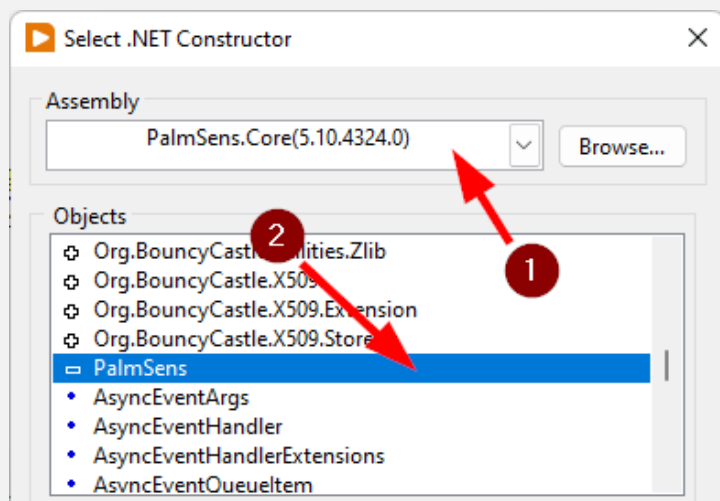 Select .NET Constructor
Assembly
PalmSens.Core(5.10.4324.0)
Browse...
1
Objects
2
Org.BouncyCastle.Utilities.Zlib
Org.BouncyCastle.X509
Org.BouncyCastle.X509.Extension
Org.BouncyCastle.X509.Store
PalmSens
AsyncEventArgs
AsyncEventHandler
AsyncEventHandlerExtensions
AsyncEventQueueItem